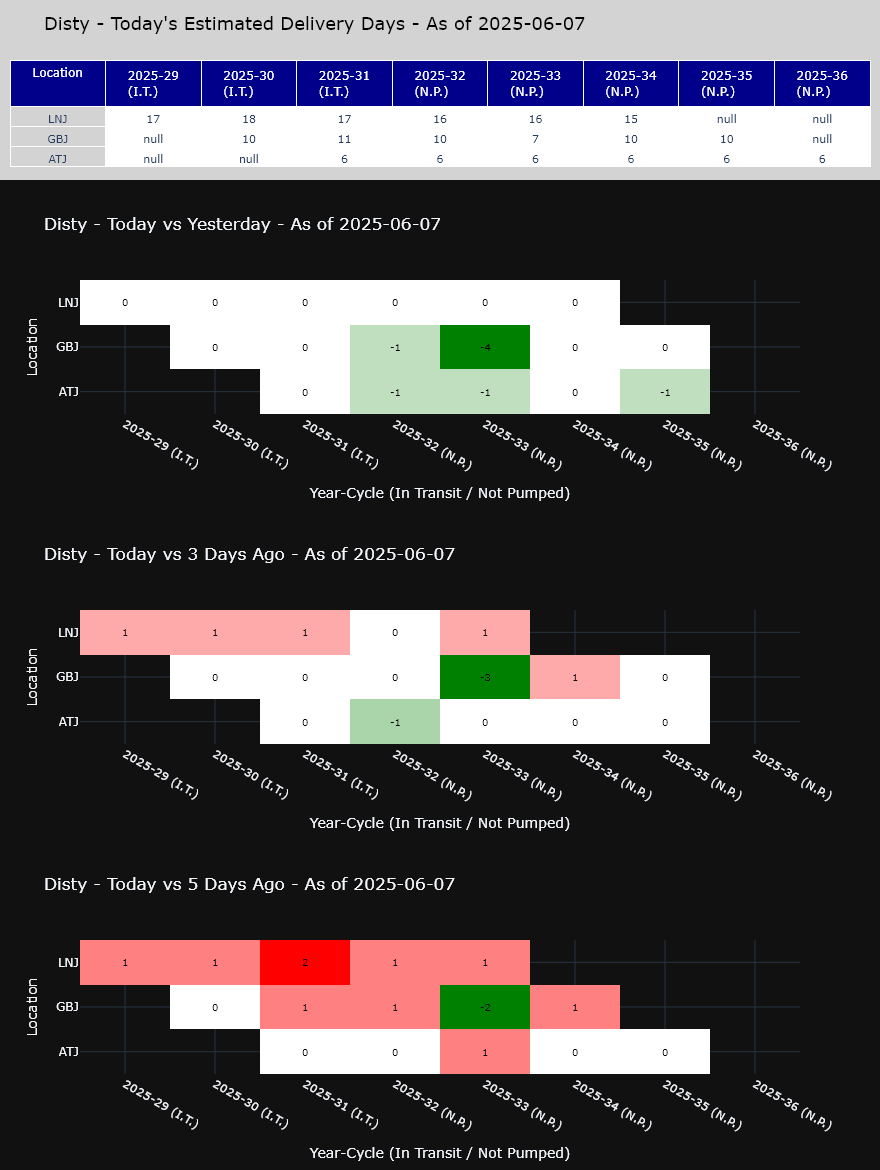 Disty - Today's Estimated Delivery Days - As of 2025-06-07
Location 2025-29 (I.T.) 2025-30 (I.T.) 2025-31 (I.T.) 2025-32 (N.P.) 2025-33 (N.P.) 2025-34 (N.P.) 2025-35 (N.P.) 2025-36 (N.P.)
LNJ 17 18 17 16 16 15 null null
GBJ null 10 11 10 7 10 10 null
ATJ null null 6 6 6 6 6 6
Disty - Today vs Yesterday - As of 2025-06-07
Location
LNJ 0 0 0 0 0 0
GBJ 0 0 -1 -4 0 0
ATJ 0 -1 -1 0 -1
2025-29 (I.T.) 2025-30 (I.T.) 2025-31 (I.T.) 2025-32 (N.P.) 2025-33 (N.P.) 2025-34 (N.P.) 2025-35 (N.P.) 2025-36 (N.P.)
Year-Cycle (In Transit / Not Pumped)
Disty - Today vs 3 Days Ago - As of 2025-06-07
Location
LNJ 1 1 1 0 1
GBJ 0 0 0 -3 1 0
ATJ 0 -1 0 0 0
2025-29 (I.T.) 2025-30 (I.T.) 2025-31 (I.T.) 2025-32 (N.P.) 2025-33 (N.P.) 2025-34 (N.P.) 2025-35 (N.P.) 2025-36 (N.P.)
Year-Cycle (In Transit / Not Pumped)
Disty - Today vs 5 Days Ago - As of 2025-06-07
Location
LNJ 1 1 2 1 1
GBJ 0 1 1 -2 1
ATJ 0 0 1 0 0
2025-29 (I.T.) 2025-30 (I.T.) 2025-31 (I.T.) 2025-32 (N.P.) 2025-33 (N.P.) 2025-34 (N.P.) 2025-35 (N.P.) 2025-36 (N.P.)
Year-Cycle (In Transit / Not Pumped)